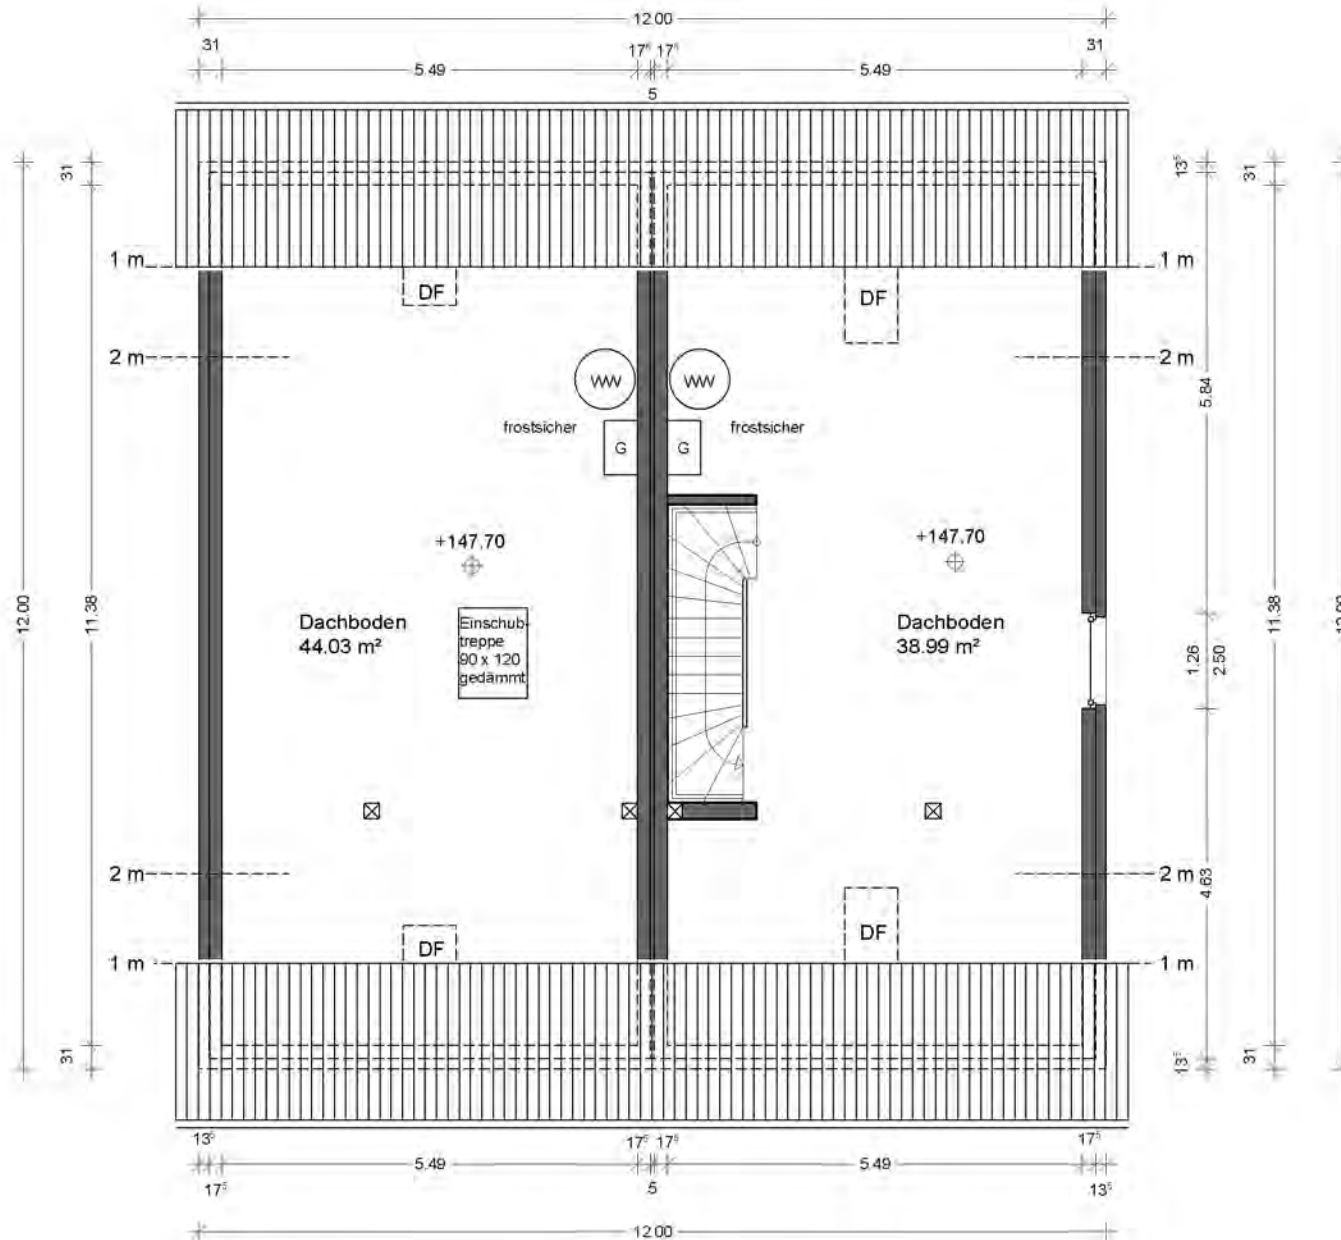 12.00
31 17⁵ 17⁵ 31
5.49 5.49
5
31 13⁵ 31
1 m 1 m
DF DF
2 m 2 m
WW WW
5.84
frostsicher frostsicher
G G
+147.70 +147.70
12.00 11.38 11.38 12.00
Dachboden Dachboden
44.03 m² 38.99 m²
Einschub-
treppe
90 x 120
gedämmt
1.26 2.50
2 m 2 m
4.63
DF DF
1 m 1 m
31 13⁵ 31
13⁵ 17⁵ 17⁵ 17⁵
5.49 5.49
17⁵ 5 13⁵
12.00